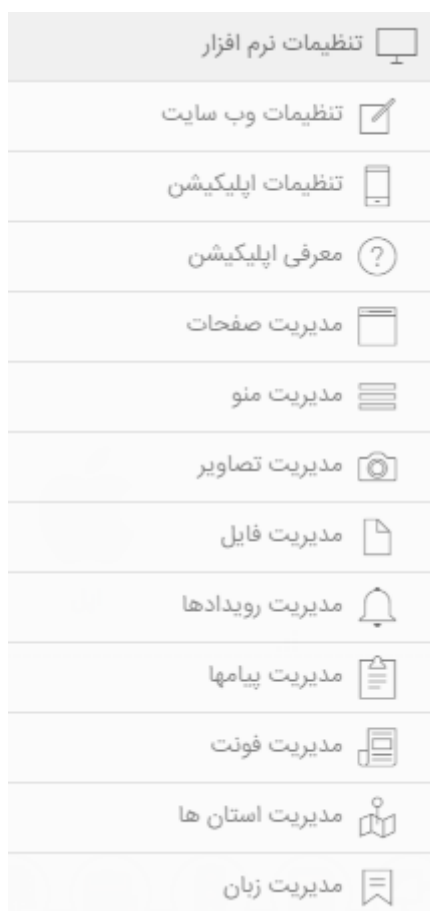 تنظیمات نرم افزار
تنظیمات وب سایت
تنظیمات اپلیکیشن
معرفی اپلیکیشن
مدیریت صفحات
مدیریت منو
مدیریت تصاویر
مدیریت فایل
مدیریت رویدادها
مدیریت پیامها
مدیریت فونت
مدیریت استان ها
مدیریت زبان